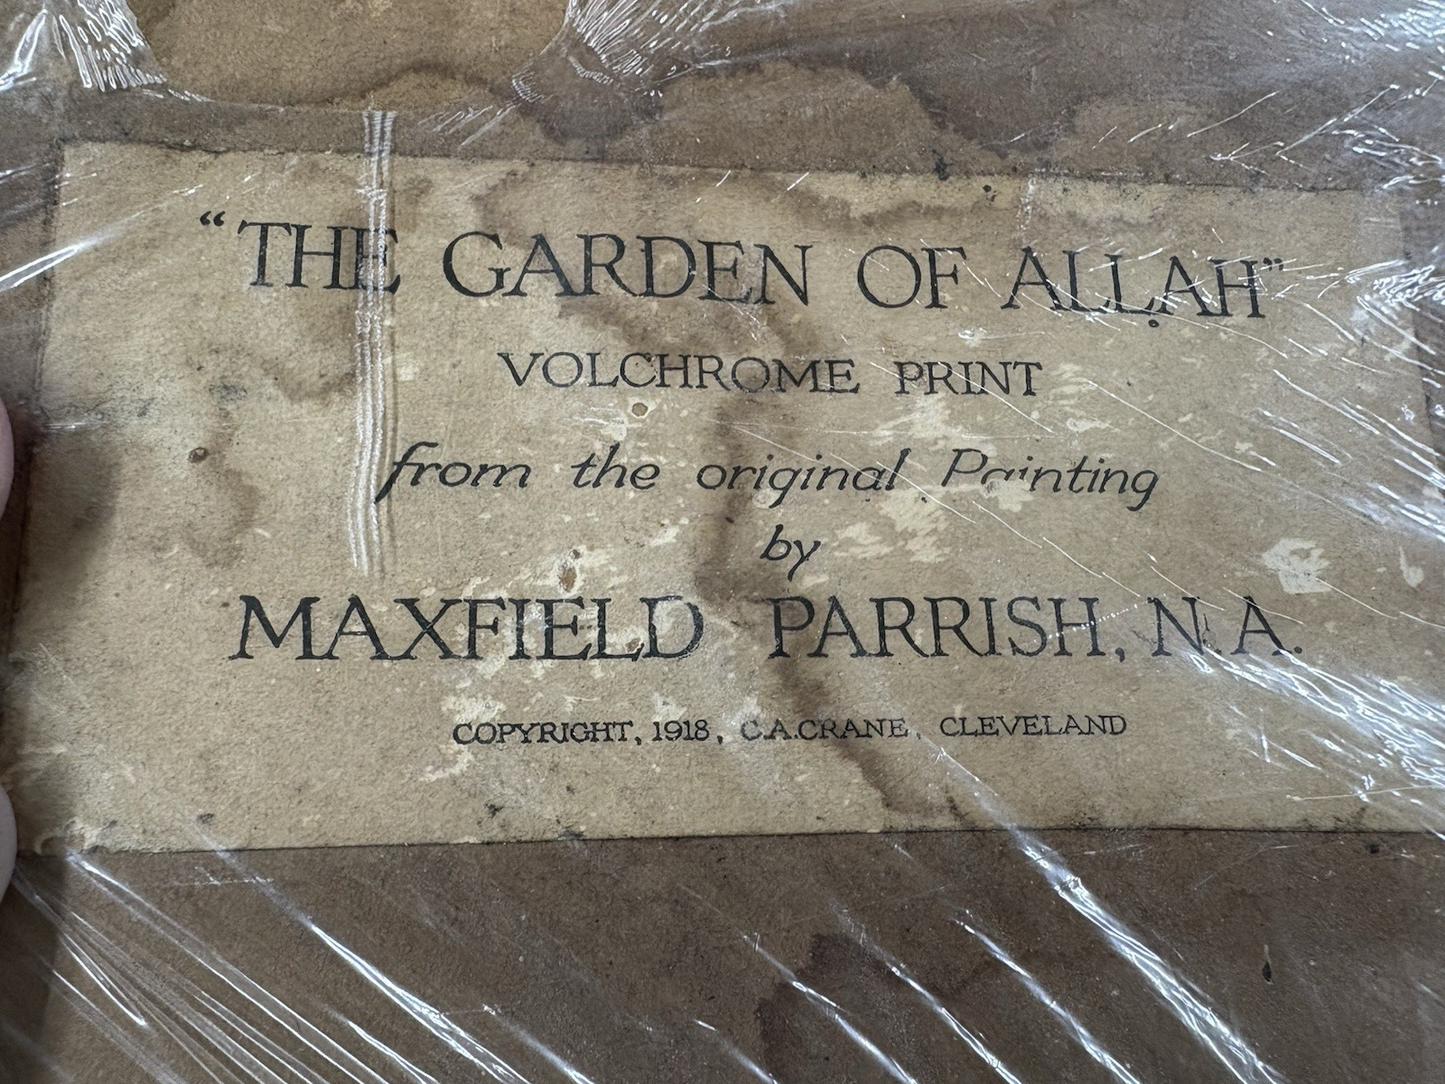 “THE GARDEN OF ALLAH”
VOLCHROME PRINT
from the original Painting
by
MAXFIELD PARRISH, N.A.
COPYRIGHT, 1918, C.A.CRANE, CLEVELAND